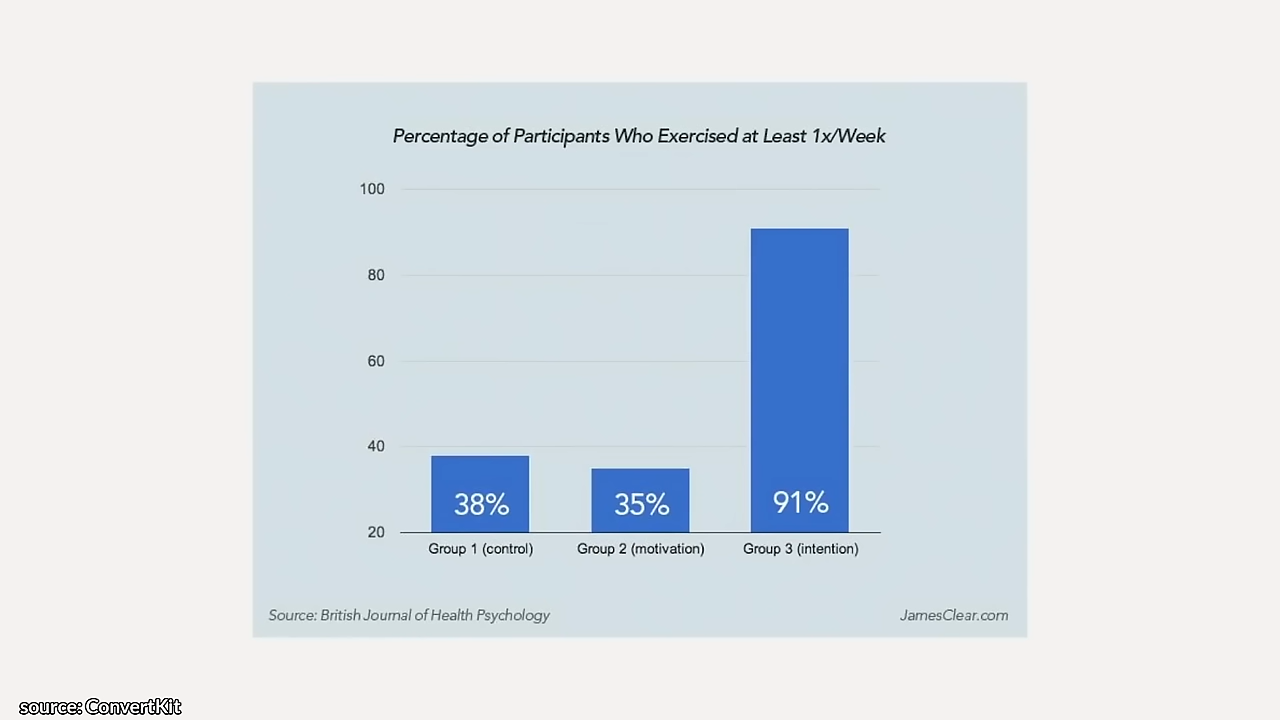 Percentage of Participants Who Exercised at Least 1x/Week
100
80
60
40
20
38%
35%
91%
Group 1 (control)
Group 2 (motivation)
Group 3 (intention)
Source: British Journal of Health Psychology
JamesClear.com
source: ConvertKit